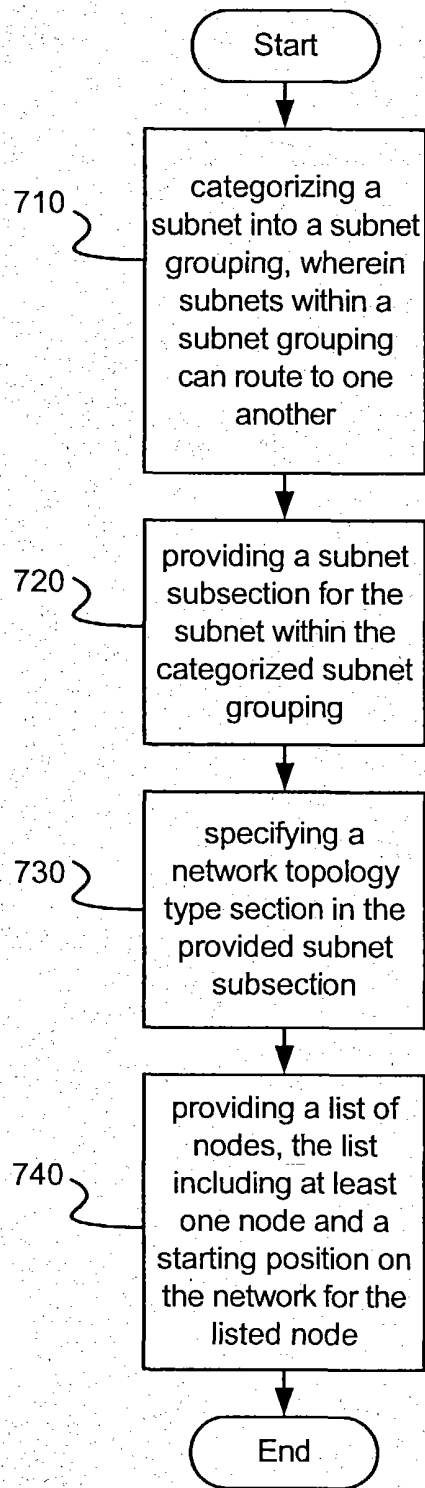 Start
710
categorizing a
subnet into a subnet
grouping, wherein
subnets within a
subnet grouping
can route to one
another
720
providing a subnet
subsection for the
subnet within the
categorized subnet
grouping
730
specifying a
network topology
type section in the
provided subnet
subsection
740
providing a list of
nodes, the list
including at least
one node and a
starting position on
the network for the
listed node
End